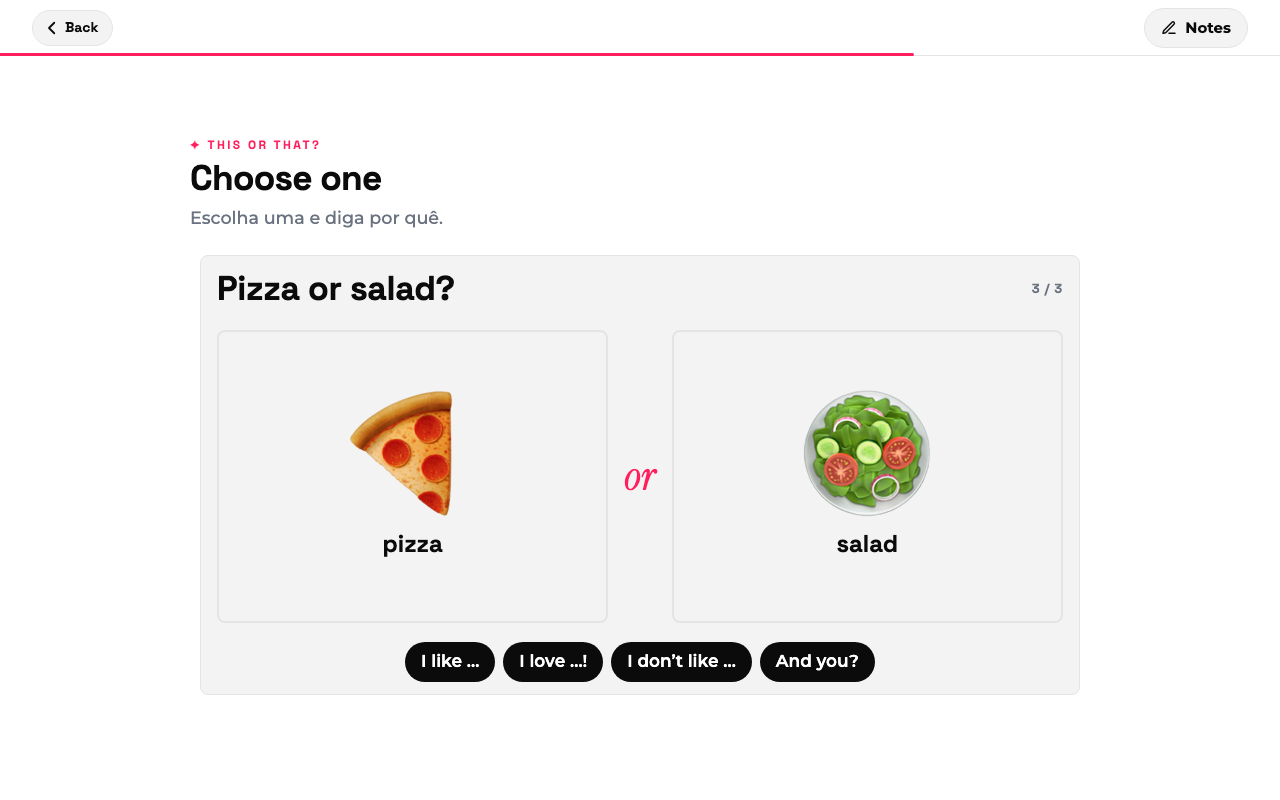 Back
Notes
✦ THIS OR THAT?
Choose one
Escolha uma e diga por quê.
Pizza or salad?
3 / 3
pizza
or
salad
I like ...
I love ...!
I don’t like ...
And you?